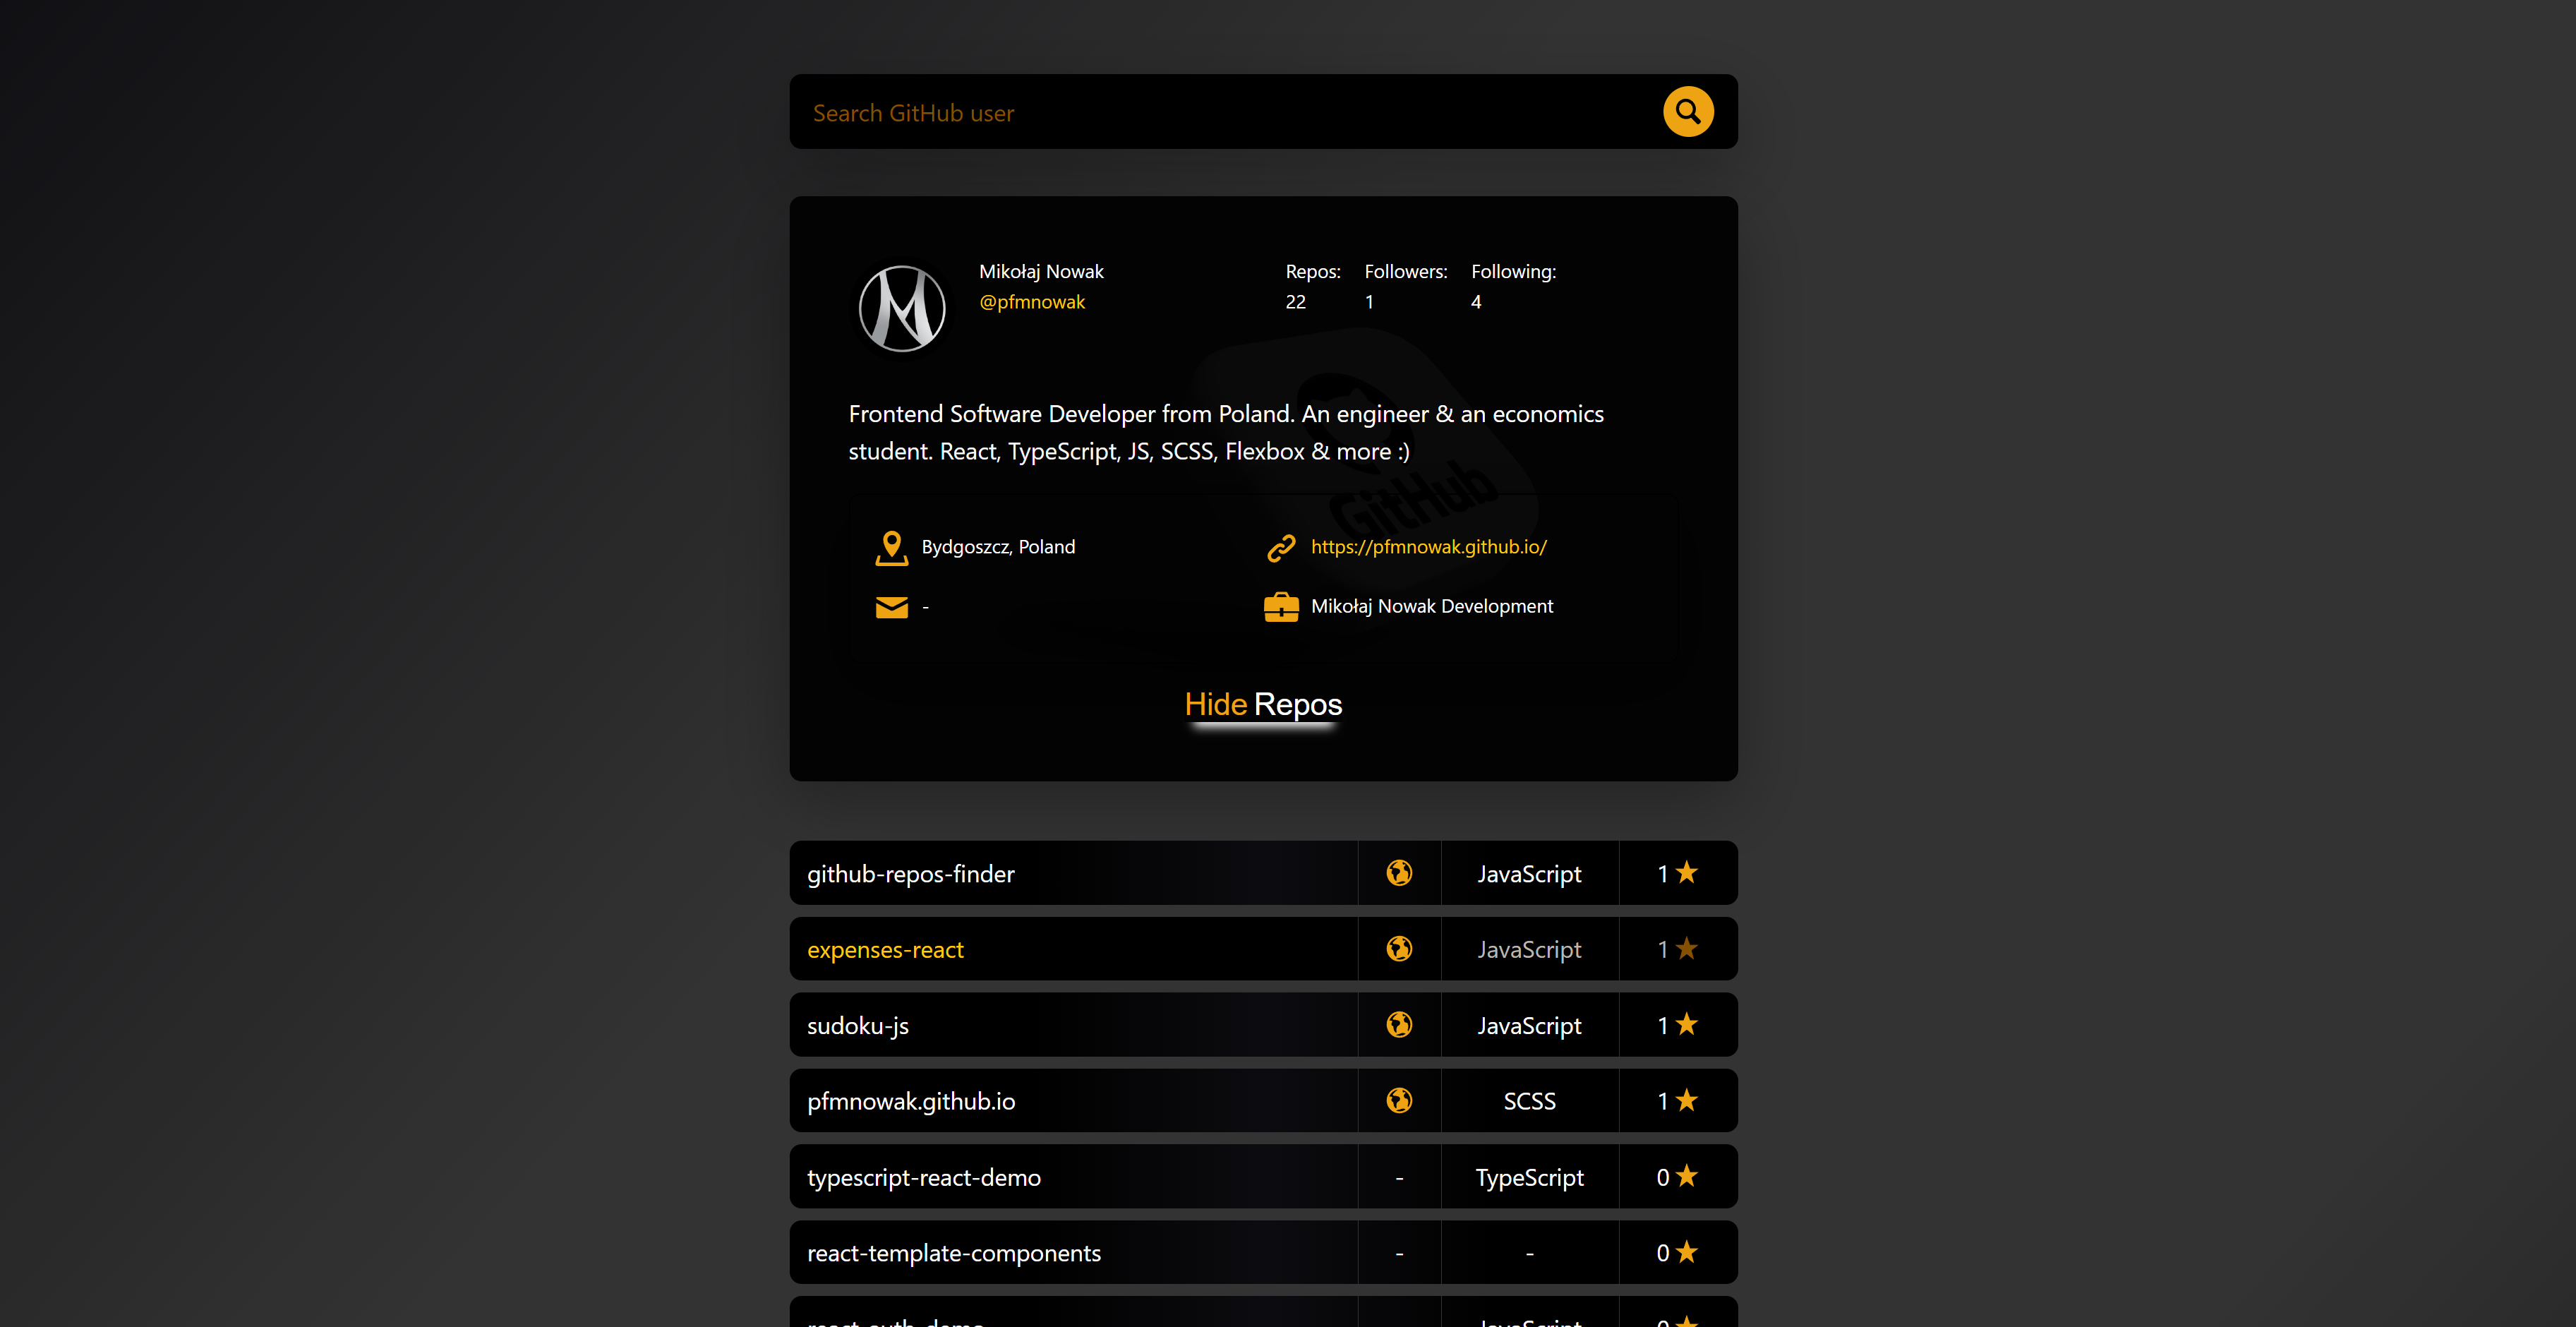 Search GitHub user
Mikołaj Nowak
@pfmnowak
Repos: Followers: Following:
22 1 4
Frontend Software Developer from Poland. An engineer & an economics
student. React, TypeScript, JS, SCSS, Flexbox & more :)
GitHub
Bydgoszcz, Poland
https://pfmnowak.github.io/
-
Mikołaj Nowak Development
Hide Repos
github-repos-finder JavaScript 1
expenses-react JavaScript 1
sudoku-js JavaScript 1
pfmnowak.github.io SCSS 1
typescript-react-demo - TypeScript 0
react-template-components - - 0